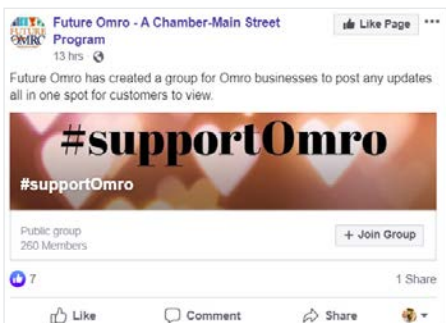 Future Omro - A Chamber-Main Street
Program
Like Page
13 hrs
Future Omro has created a group for Omro businesses to post any updates
all in one spot for customers to view.
#supportOmro
#supportOmro
Public group
260 Members
+ Join Group
7
1 Share
Like
Comment
Share